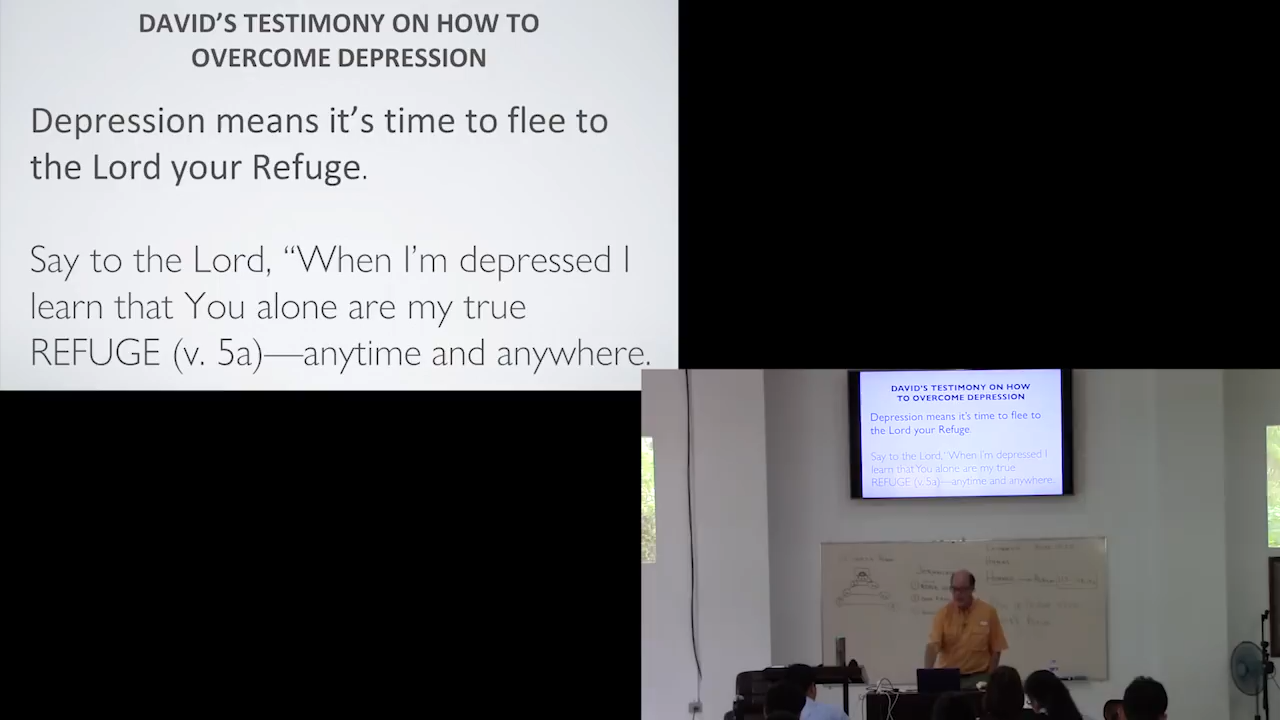 DAVID’S TESTIMONY ON HOW TO
OVERCOME DEPRESSION
Depression means it’s time to flee to
the Lord your Refuge.
Say to the Lord, “When I’m depressed I
learn that You alone are my true
REFUGE (v. 5a)—anytime and anywhere.
DAVID’S TESTIMONY ON HOW
TO OVERCOME DEPRESSION
Depression means it’s time to flee to
the Lord your Refuge.
Say to the Lord, “When I’m depressed I
learn that You alone are my true
REFUGE (v. 5a)—anytime and anywhere.